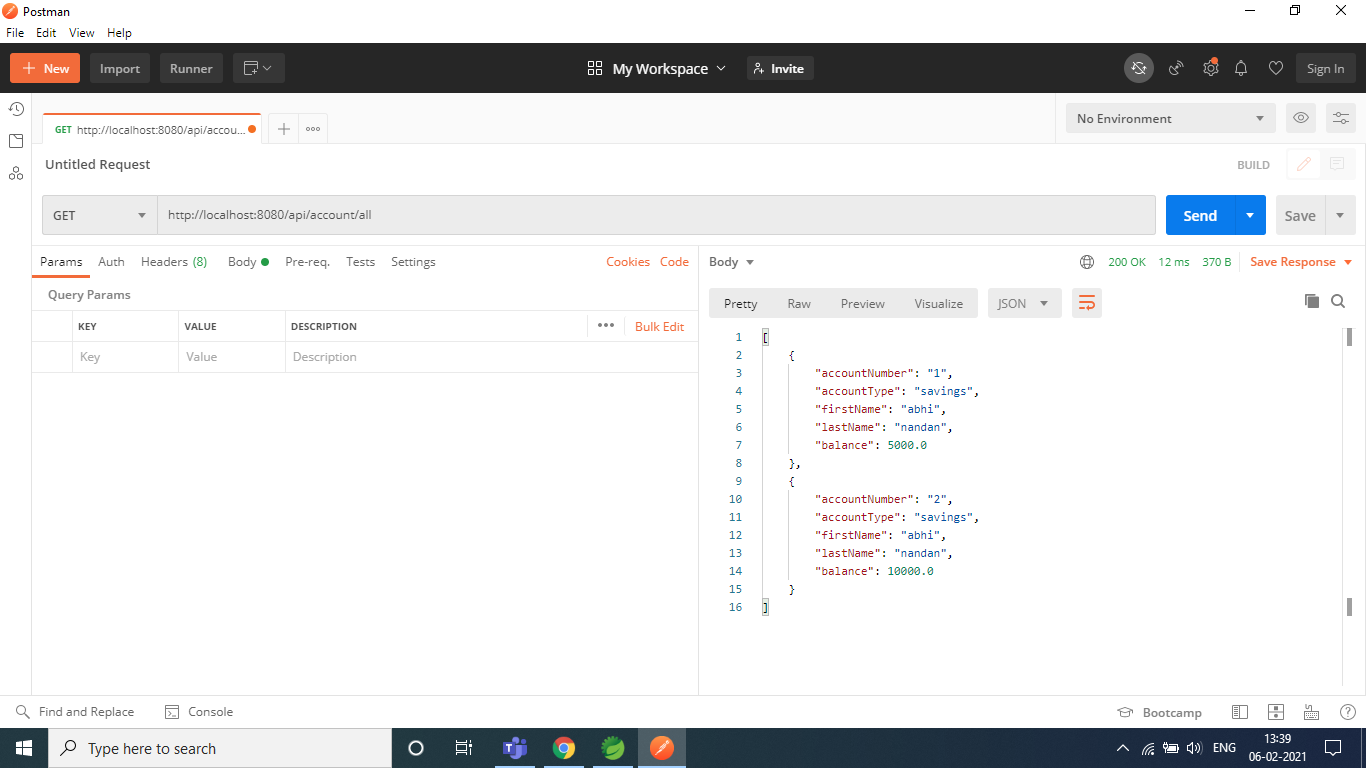 Postman
File Edit View Help
New Import Runner My Workspace Invite Sign In
GET http://localhost:8080/api/accou... No Environment
Untitled Request BUILD
GET http://localhost:8080/api/account/all Send Save
Params Auth Headers (8) Body Pre-req. Tests Settings Cookies Code
Body 200 OK 12 ms 370 B Save Response
Query Params
KEY VALUE DESCRIPTION Bulk Edit
Key Value Description
Pretty Raw Preview Visualize JSON
1 [
2 {
3 "accountNumber": "1",
4 "accountType": "savings",
5 "firstName": "abhi",
6 "lastName": "nandan",
7 "balance": 5000.0
8 },
9 {
10 "accountNumber": "2",
11 "accountType": "savings",
12 "firstName": "abhi",
13 "lastName": "nandan",
14 "balance": 10000.0
15 }
16 ]
Find and Replace Console Bootcamp
Type here to search ENG 13:39
06-02-2021